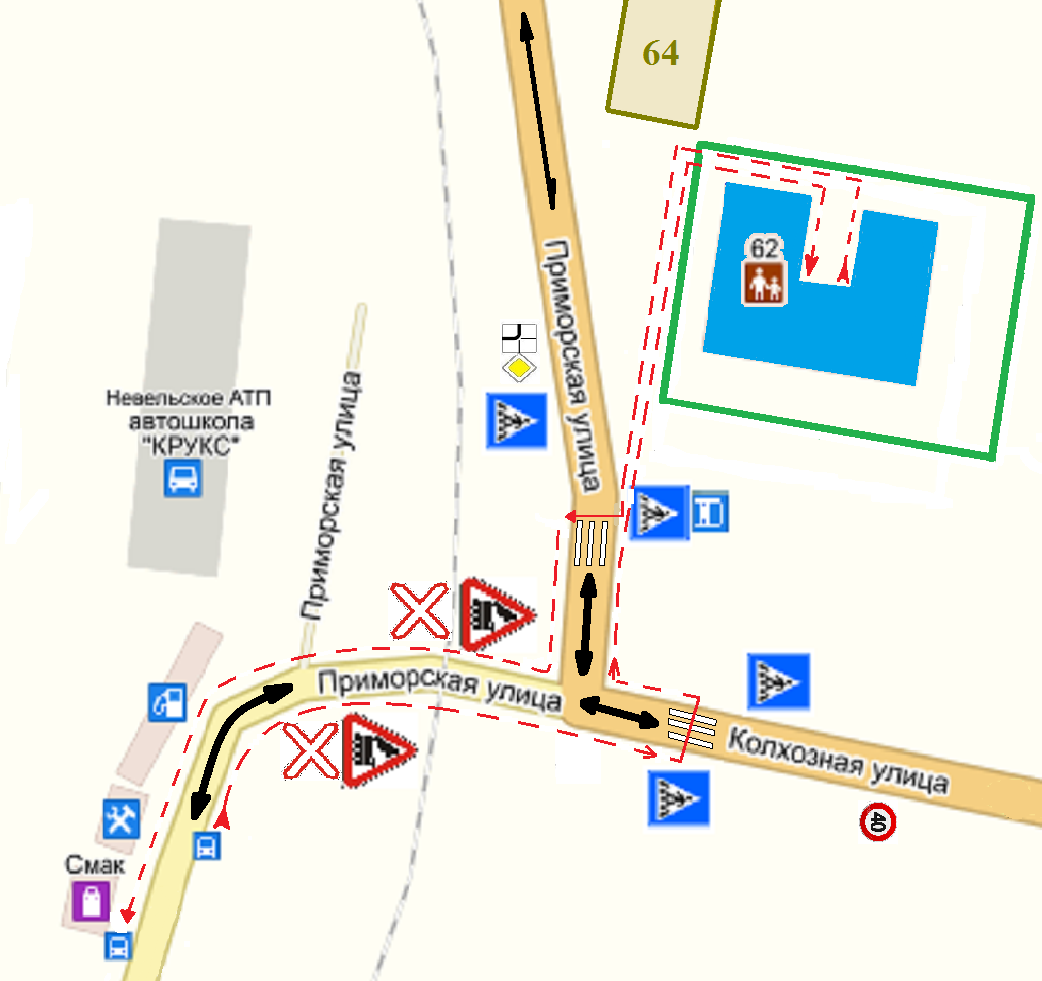 64
62
Приморская улица
Невельское АТП
автошкола
"КРУКС"
Приморская улица
Приморская улица
Колхозная улица
40
Смак